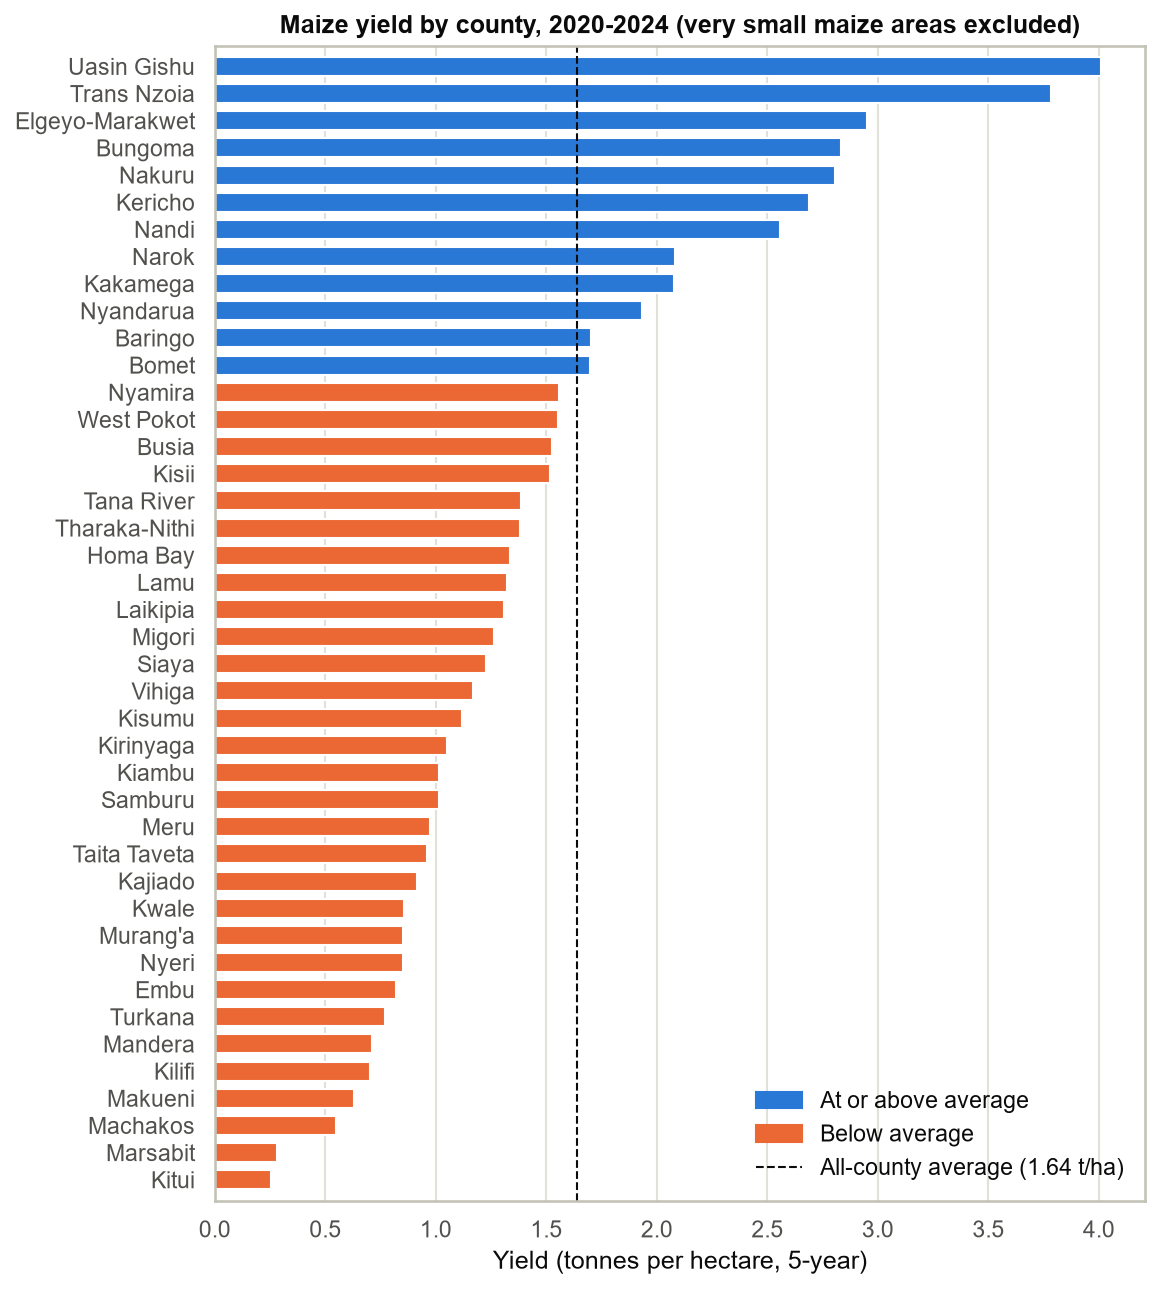 Maize yield by county, 2020-2024 (very small maize areas excluded)
Uasin Gishu
Trans Nzoia
Elgeyo-Marakwet
Bungoma
Nakuru
Kericho
Nandi
Narok
Kakamega
Nyandarua
Baringo
Bomet
Nyamira
West Pokot
Busia
Kisii
Tana River
Tharaka-Nithi
Homa Bay
Lamu
Laikipia
Migori
Siaya
Vihiga
Kisumu
Kirinyaga
Kiambu
Samburu
Meru
Taita Taveta
Kajiado
Kwale
Murang'a
Nyeri
Embu
Turkana
Mandera
Kilifi
Makueni
Machakos
Marsabit
Kitui
At or above average
Below average
All-county average (1.64 t/ha)
0.0 0.5 1.0 1.5 2.0 2.5 3.0 3.5 4.0
Yield (tonnes per hectare, 5-year)